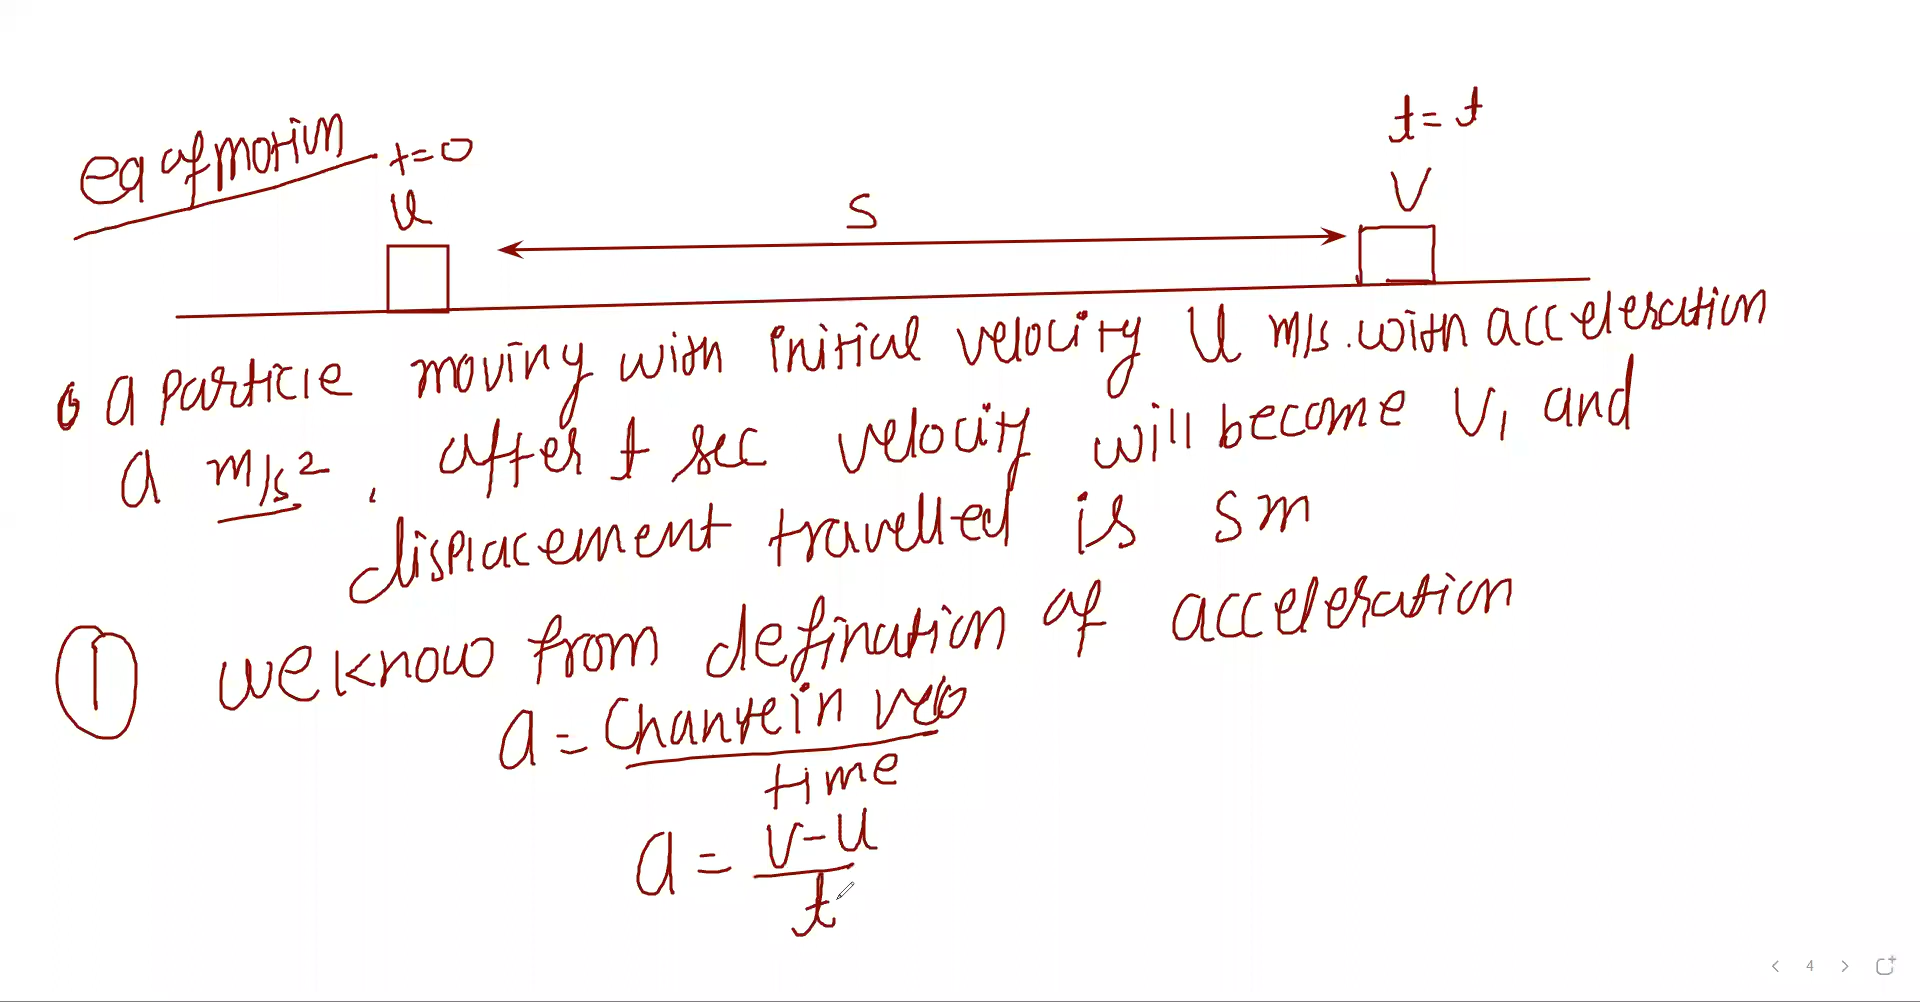 eq of motion
t=0
u
S
t= t
V
a particle moving with initial velocity u m/s. with acceleration
a m/s², after t sec velocity will become V, and
displacement travelled is sm
① we know from defination of acceleration
a = Change in velo
time
a = v-u
t
4